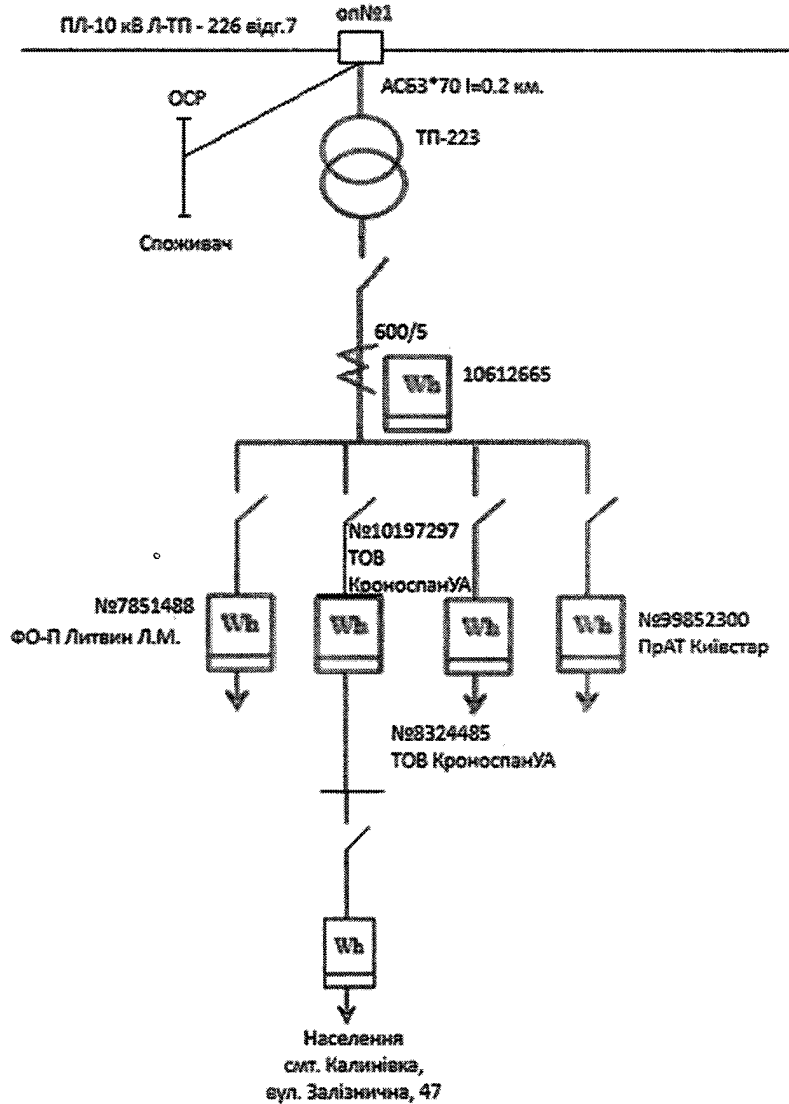 ПЛ-10 кВ Л-ТП - 226 відг.7
оп№1
ОСР
АСБ3*70 l=0.2 км.
ТП-223
Споживач
600/5
Wh
10612665
№10197297
ТОВ
КроноспанУА
№7851488
ФО-П Литвин Л.М.
Wh
Wh
Wh
Wh
№99852300
ПрАТ Київстар
№8324485
ТОВ КроноспанУА
Wh
Населення
смт. Калинівка,
вул. Залізнична, 47